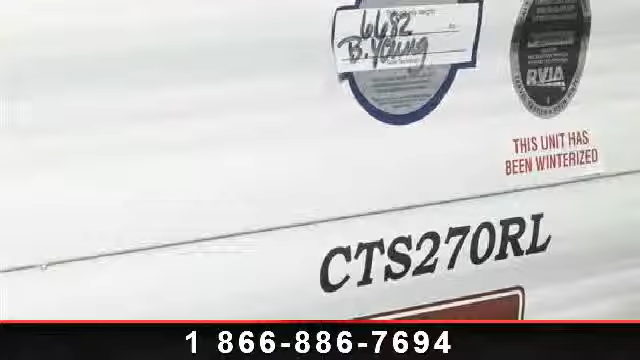 6682
B. Young
RVIA
THIS UNIT HAS
BEEN WINTERIZED
CTS270RL
1 866-886-7694